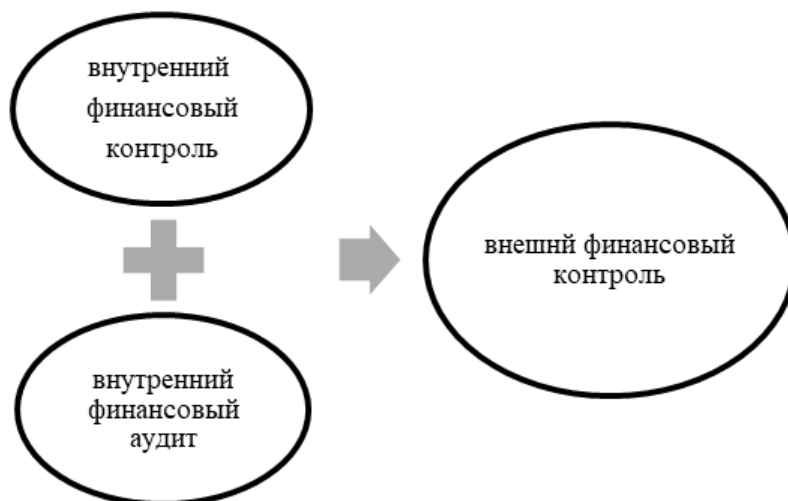 внутренний
финансовый
контроль
внутренний
финансовый
аудит
внешнй финансовый
контроль